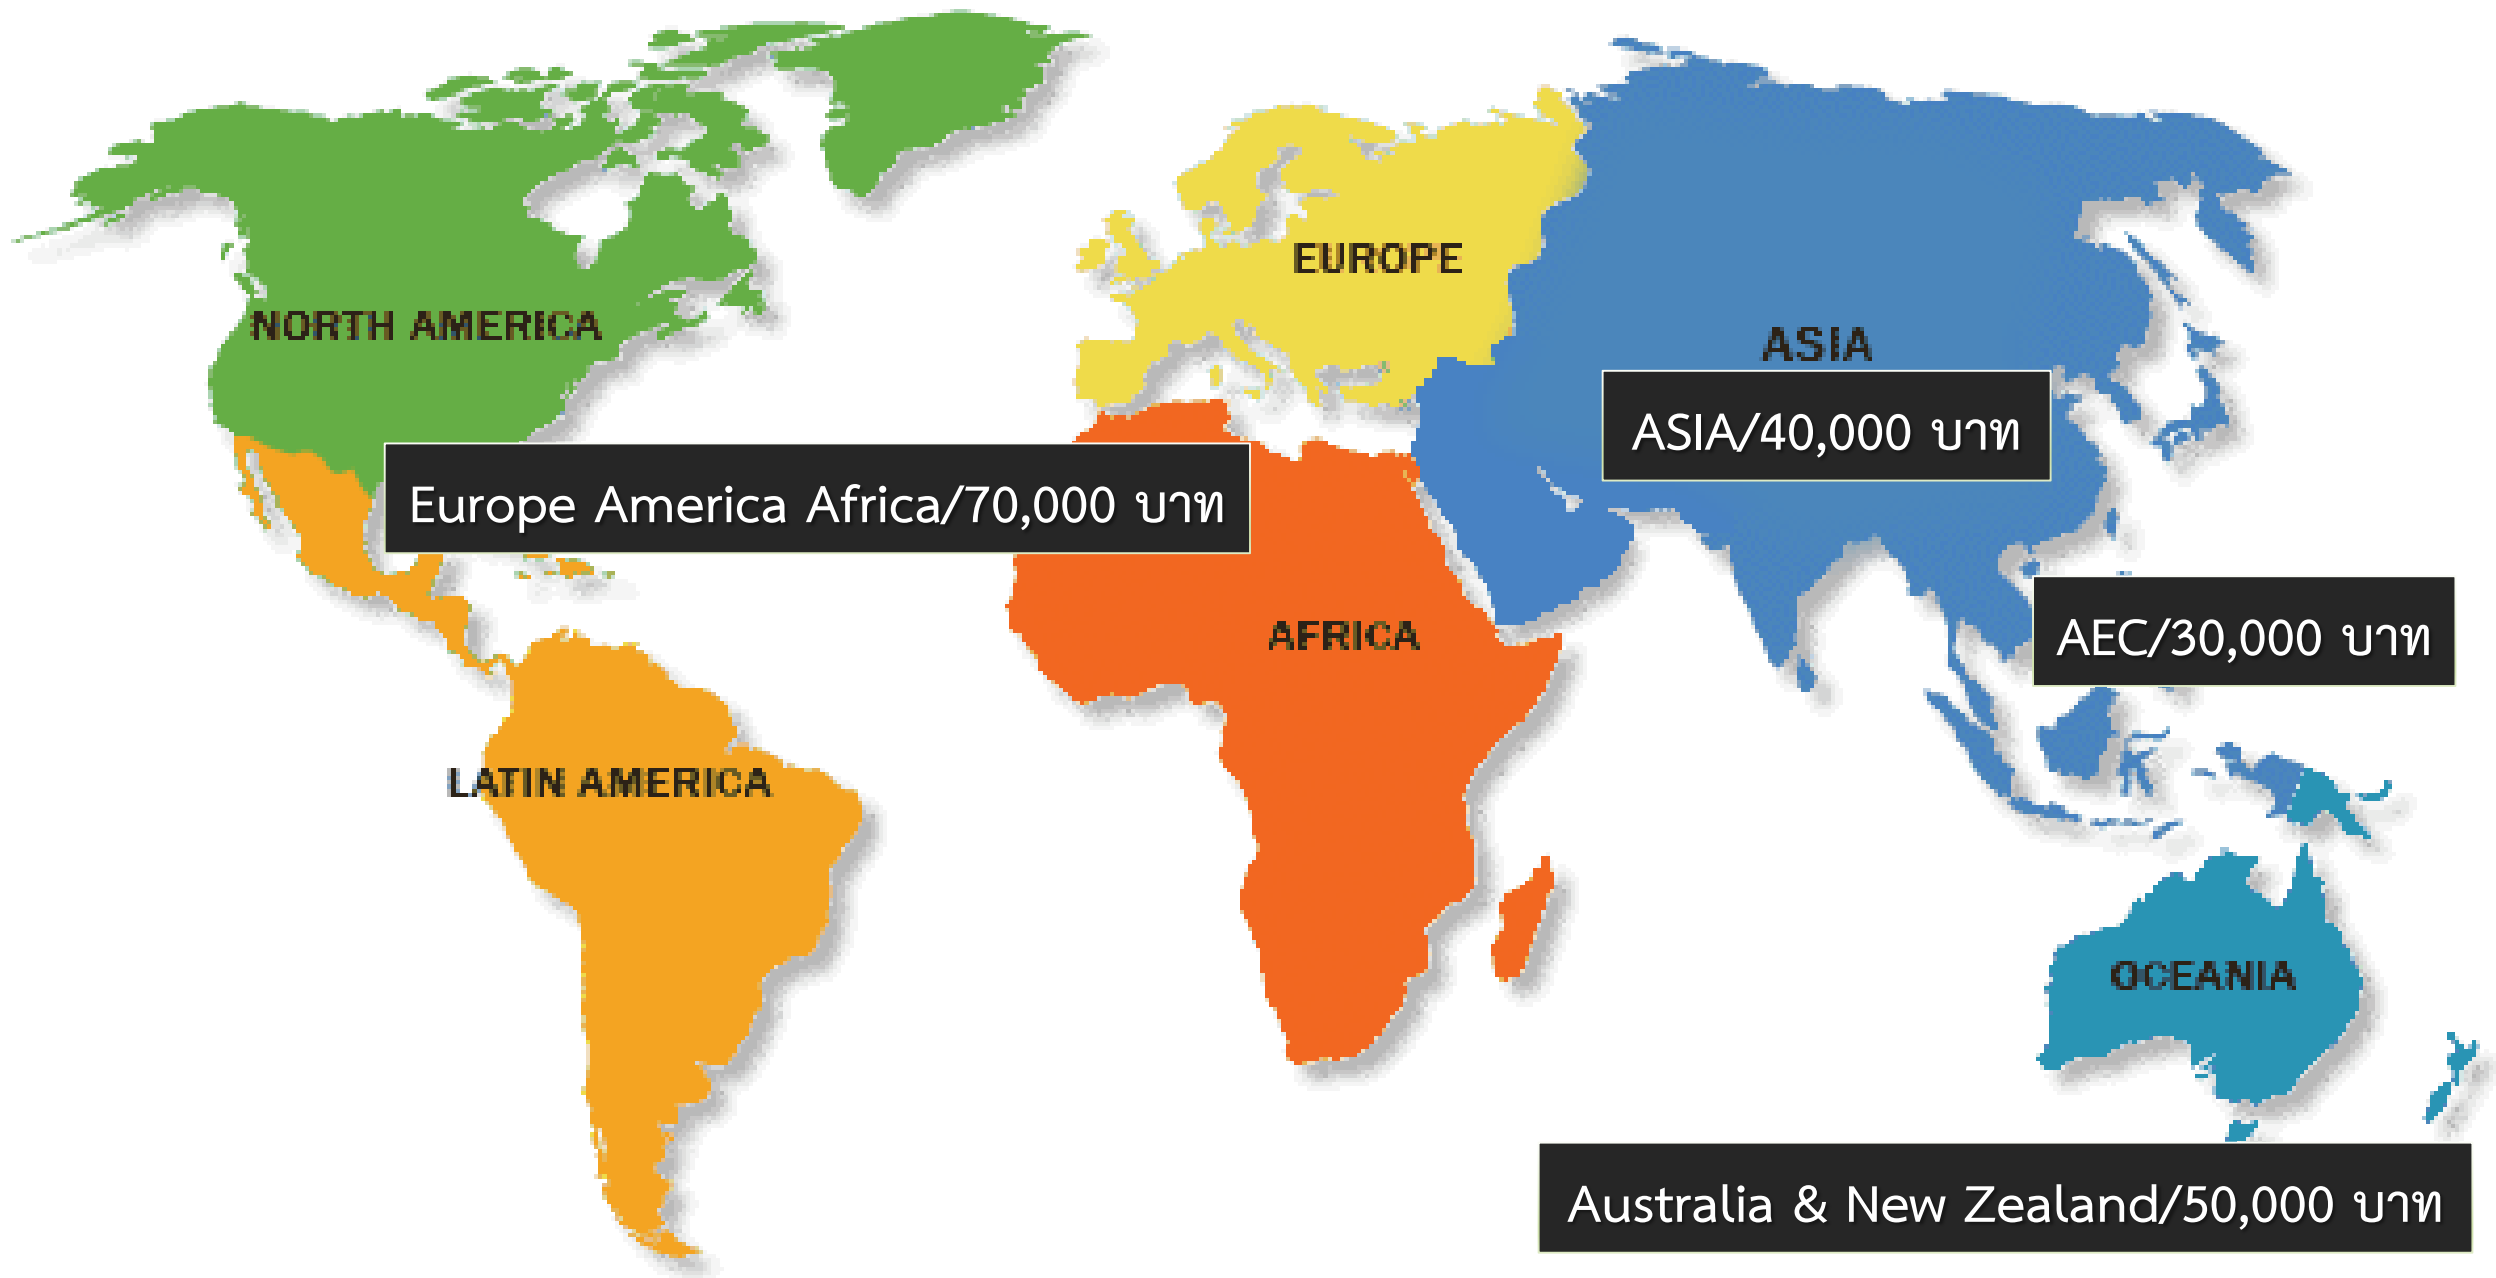 EUROPE
NORTH AMERICA
ASIA
ASIA/40,000 บาท
Europe America Africa/70,000 บาท
AFRICA
AEC/30,000 บาท
LATIN AMERICA
OCEANIA
Australia & New Zealand/50,000 บาท